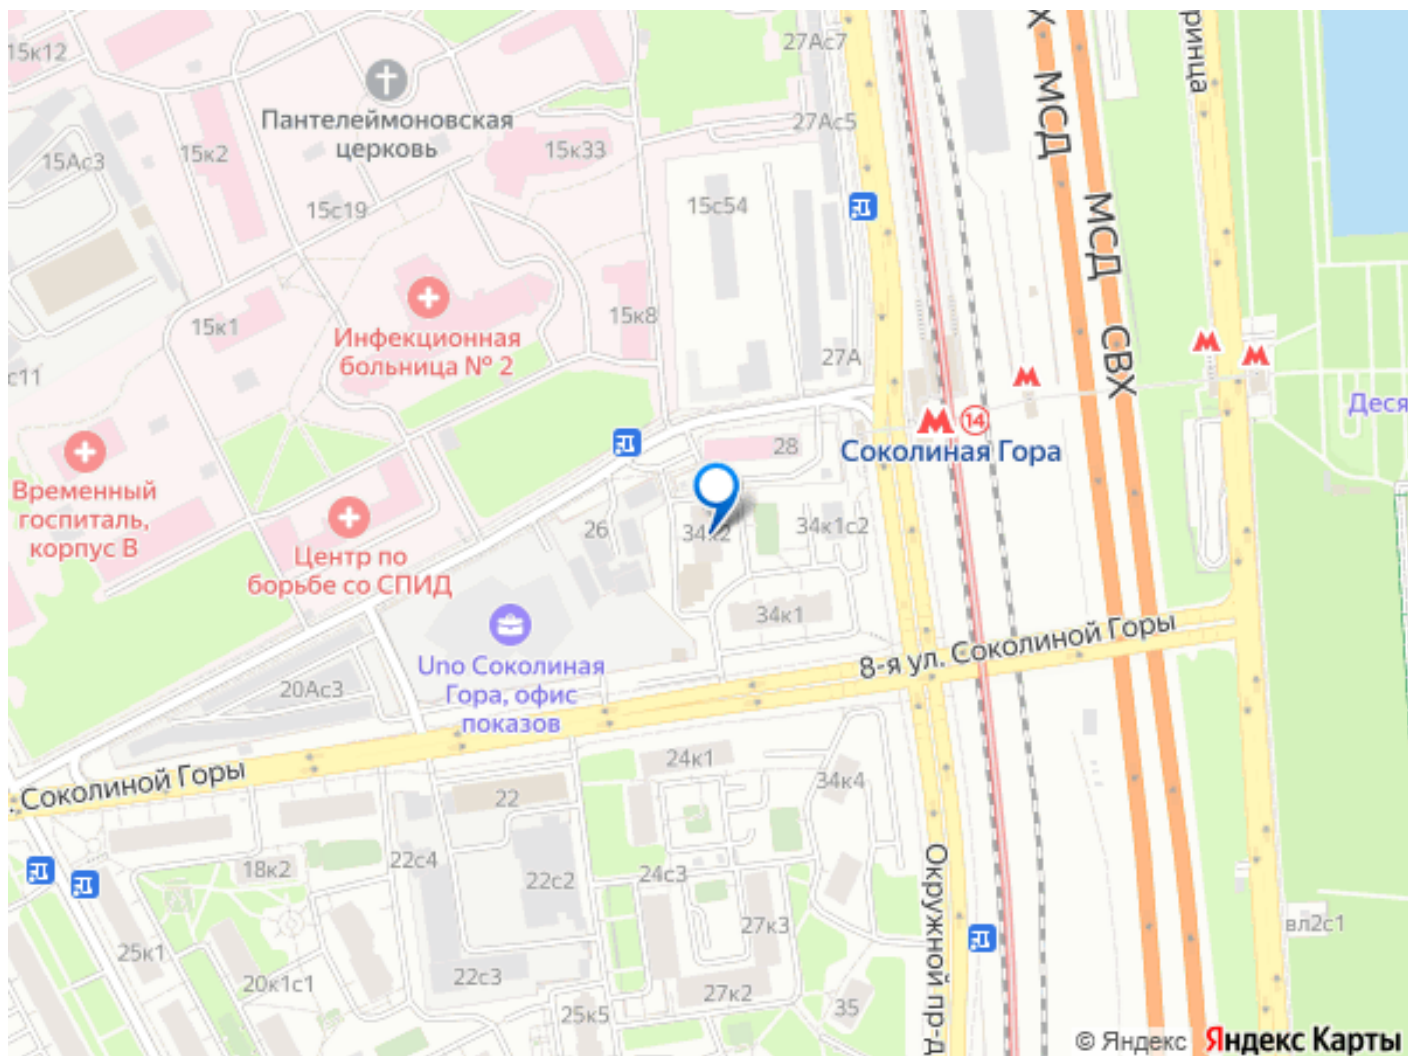 15к12
27Ас7
Х
МСД
МСД
СВХ
ринца
Пантелеймоновская
церковь
27Ас5
15Ас3
15к2
15к33
15с19
15с54
15к1
15к8
Инфекционная
больница № 2
27А
с11
Деся
14
Соколиная Гора
28
Временный
госпиталь,
корпус В
26
34к2
34к1с2
Центр по
борьбе со СПИД
34к1
8-я ул. Соколиной Горы
Uno Соколиная
Гора, офис
показов
20Ас3
24к1
34к4
. Соколиной Горы
22
18к2
22с4
22с2
24с3
Окружной пр-д
27к3
вл2с1
25к1
20к1с1
22с3
27к2
35
25к5
© Яндекс Яндекс Карты